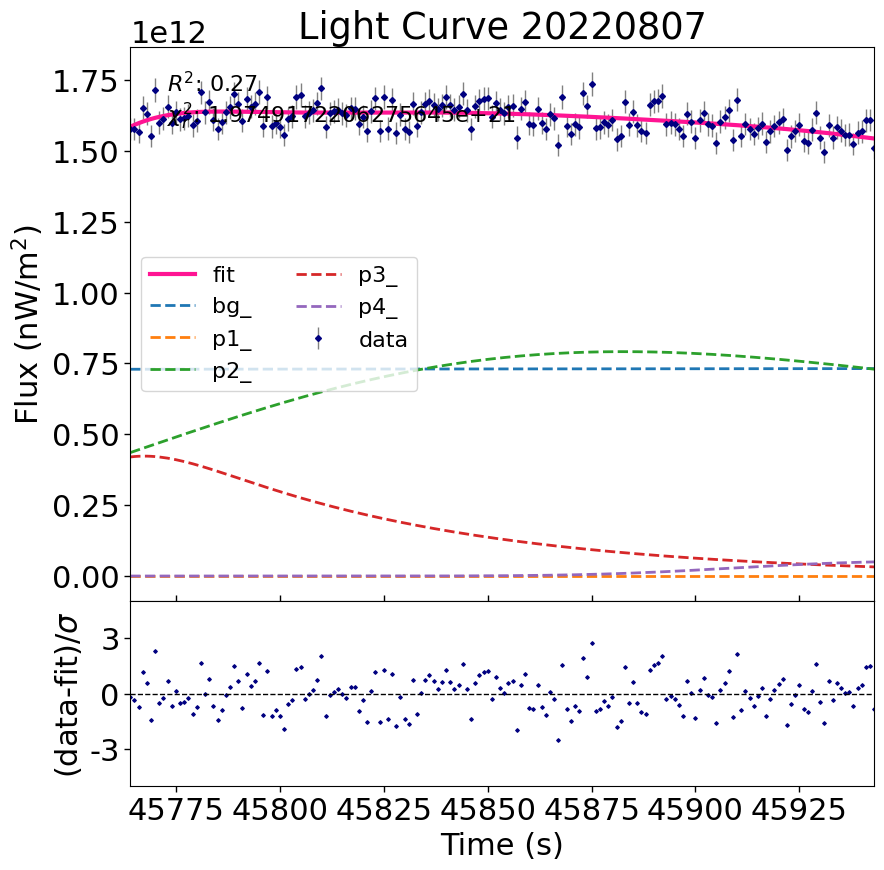 Light Curve 20220807
1e12
R²: 0.27
χ²: 1.9749172206275645e+21
1.75
1.50
1.25
1.00
0.75
0.50
0.25
0.00
Flux (nW/m²)
fit
bg_
p1_
p2_
p3_
p4_
data
3
0
-3
(data-fit)/σ
45775 45800 45825 45850 45875 45900 45925
Time (s)